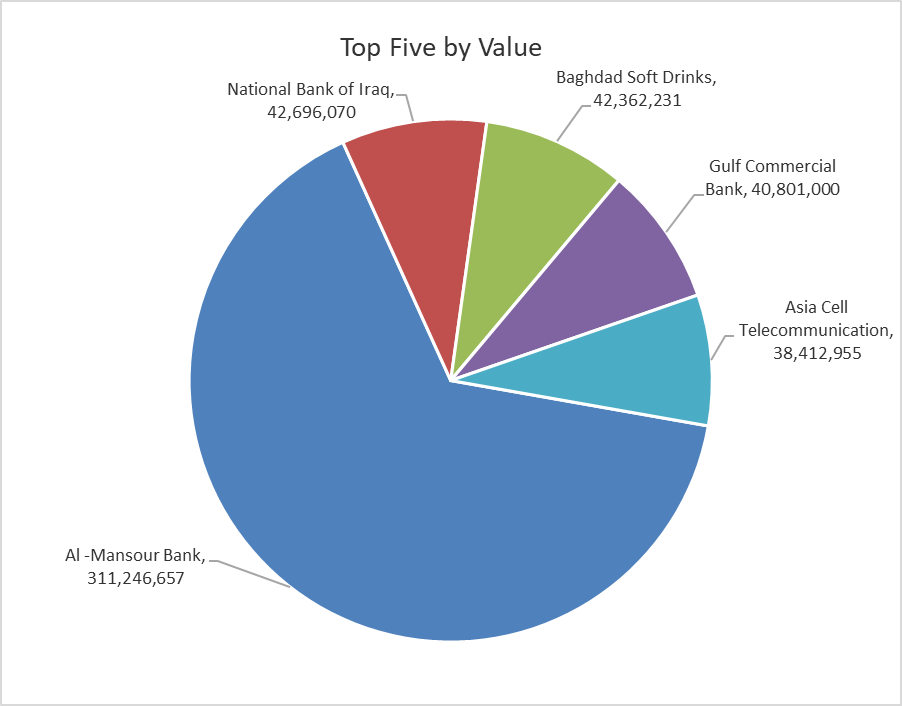 Top Five by Value
National Bank of Iraq,
42,696,070
Baghdad Soft Drinks,
42,362,231
Gulf Commercial
Bank, 40,801,000
Asia Cell
Telecommunication,
38,412,955
Al -Mansour Bank,
311,246,657